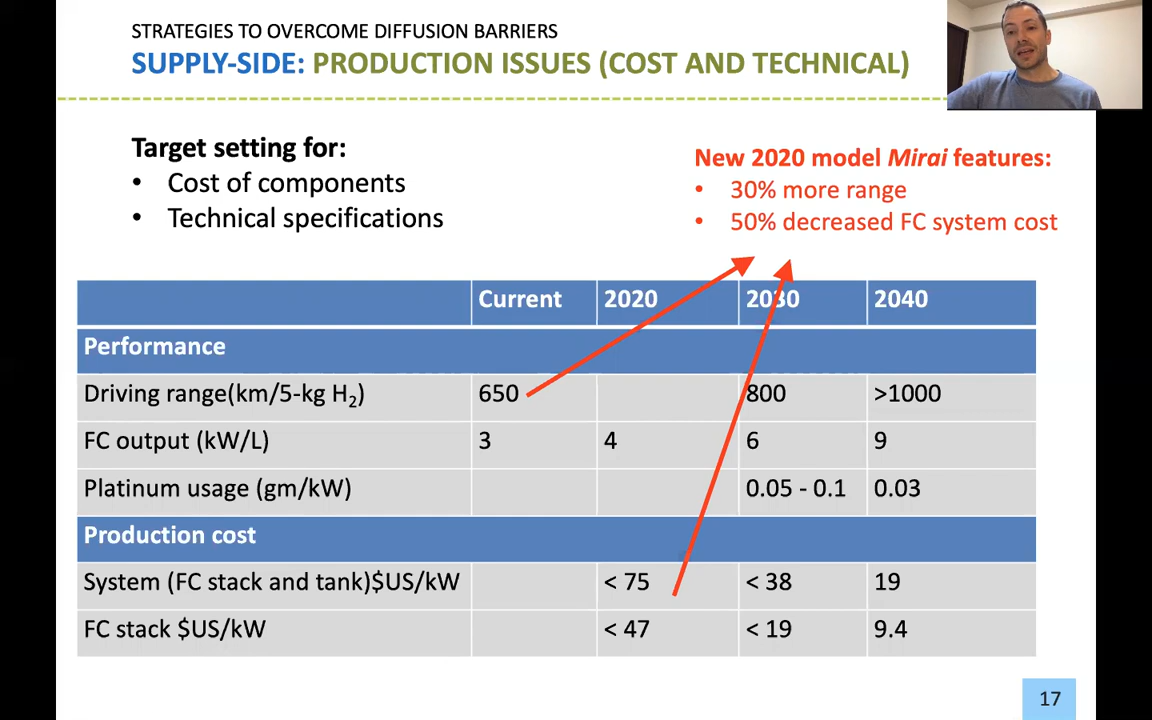 STRATEGIES TO OVERCOME DIFFUSION BARRIERS
SUPPLY-SIDE: PRODUCTION ISSUES (COST AND TECHNICAL)
Target setting for:
• Cost of components
• Technical specifications
New 2020 model Mirai features:
• 30% more range
• 50% decreased FC system cost
Current 2020 2030 2040
Performance
Driving range(km/5-kg H₂) 650 800 >1000
FC output (kW/L) 3 4 6 9
Platinum usage (gm/kW) 0.05 - 0.1 0.03
Production cost
System (FC stack and tank)$US/kW < 75 < 38 19
FC stack $US/kW < 47 < 19 9.4
17